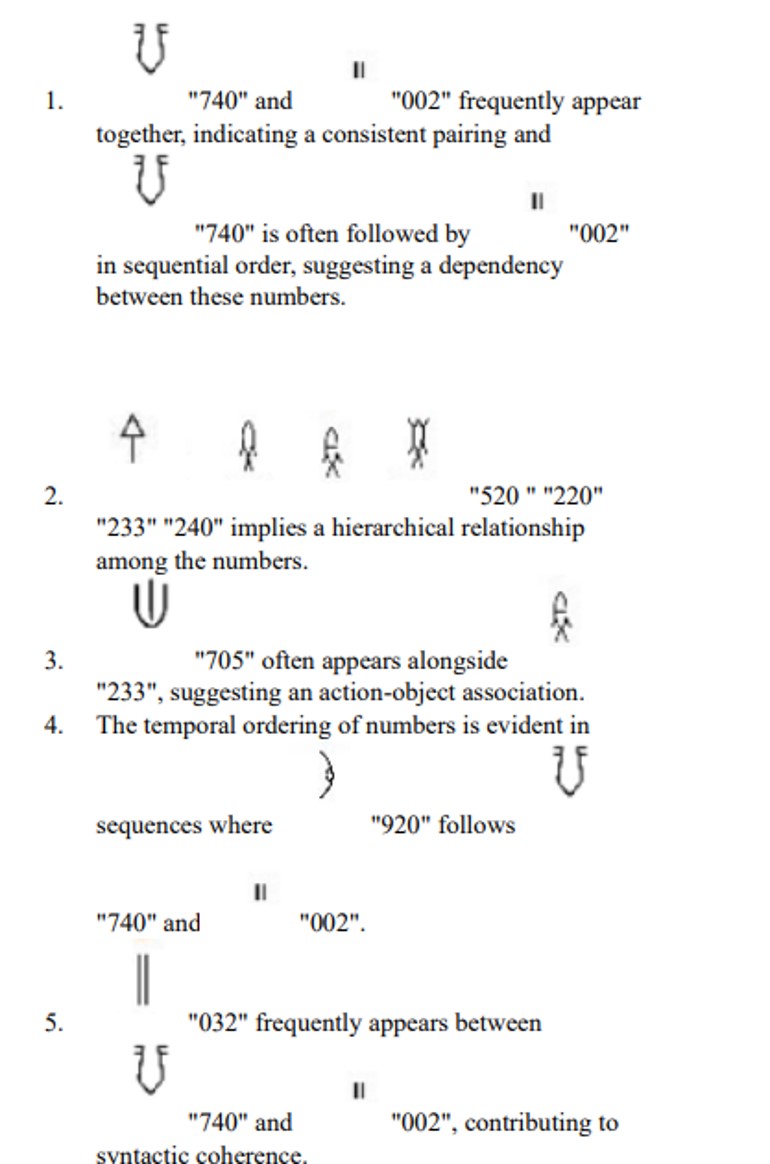 1. "740" and "002" frequently appear
together, indicating a consistent pairing and
"740" is often followed by "002"
in sequential order, suggesting a dependency
between these numbers.
2. "520 " "220"
"233" "240" implies a hierarchical relationship
among the numbers.
3. "705" often appears alongside
"233", suggesting an action-object association.
4. The temporal ordering of numbers is evident in
sequences where "920" follows
"740" and "002".
5. "032" frequently appears between
"740" and "002", contributing to
syntactic coherence.